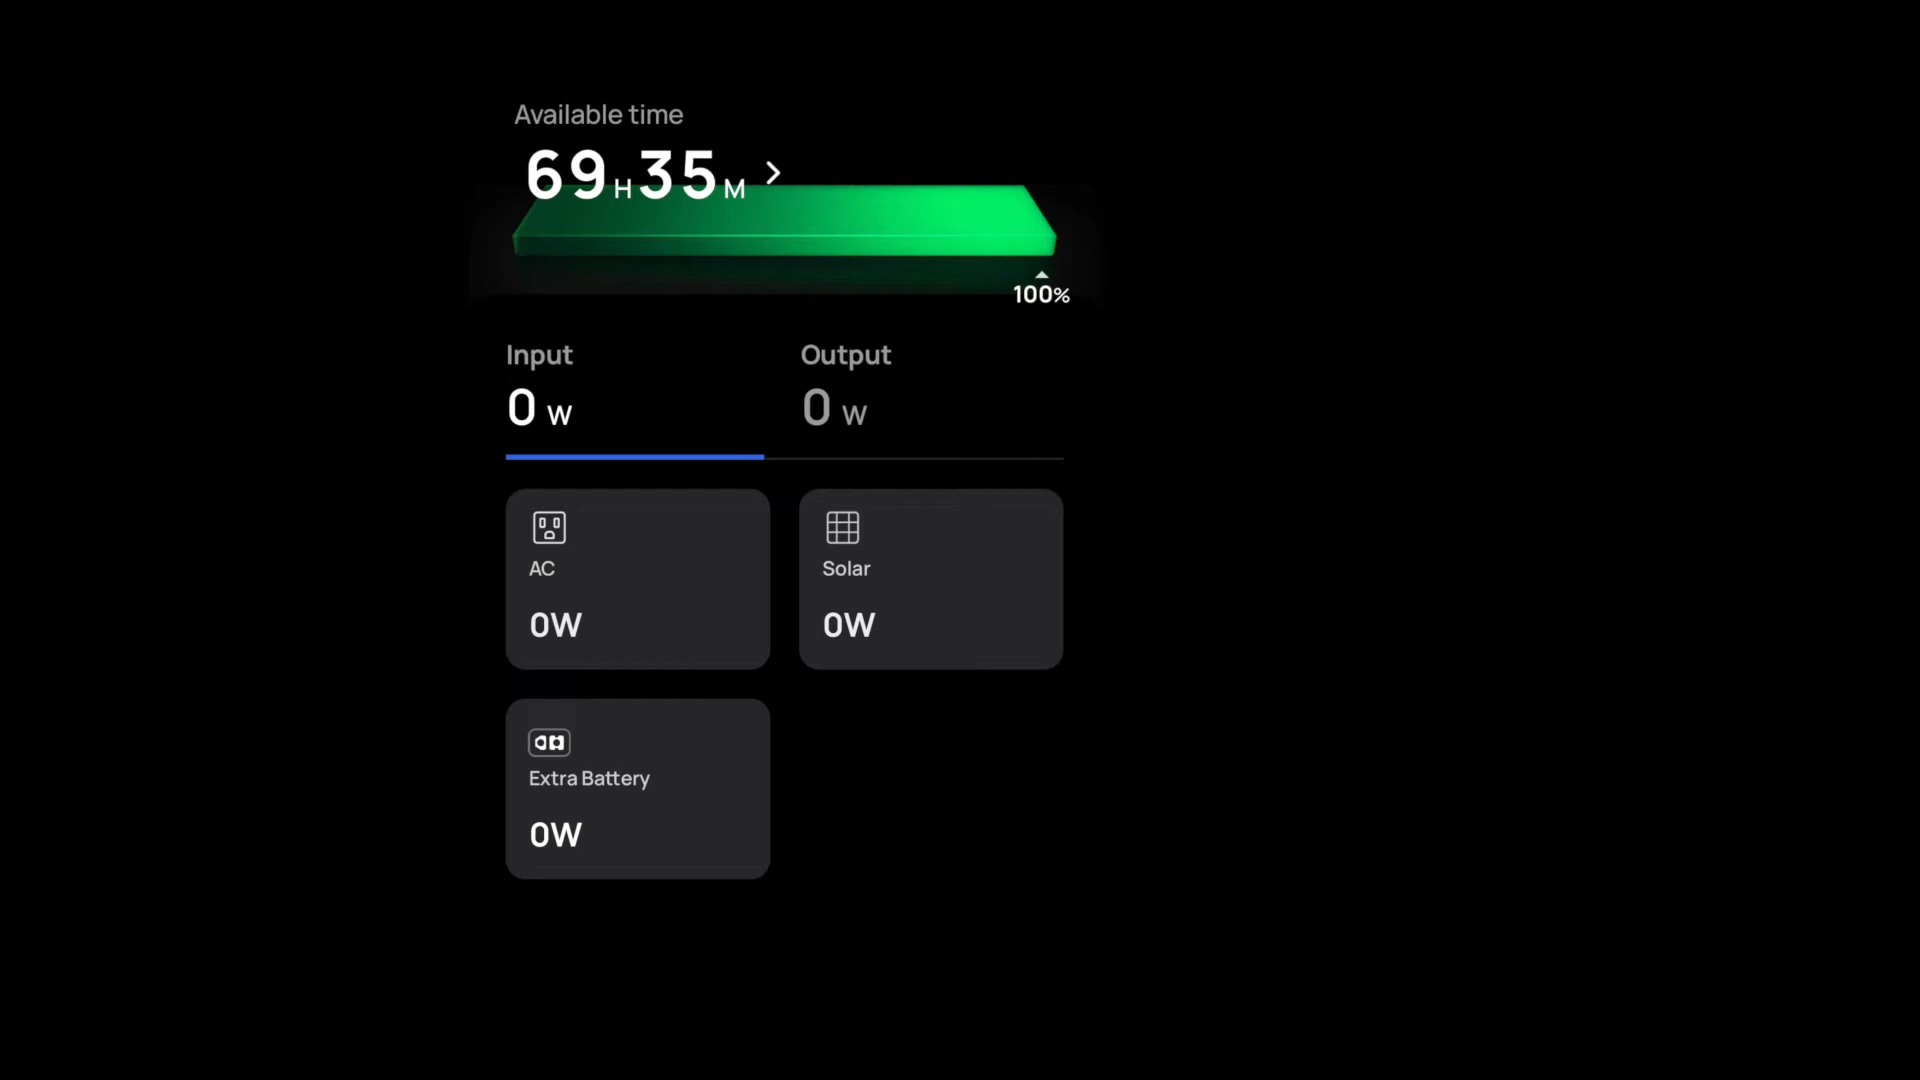 Available time
69H35M
100%
Input
Output
0 W
0 W
AC
Solar
0W
0W
Extra Battery
0W